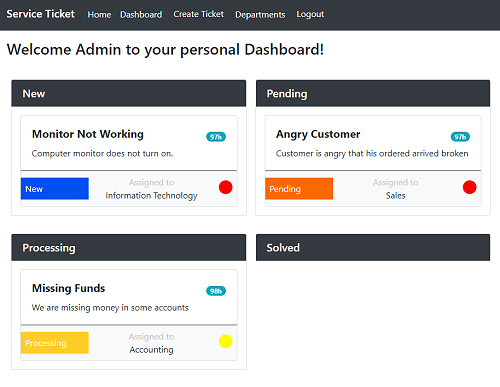 Service Ticket Home Dashboard Create Ticket Departments Logout
Welcome Admin to your personal Dashboard!
New
Monitor Not Working 97h
Computer monitor does not turn on.
New
Assigned to
Information Technology
Pending
Angry Customer 97h
Customer is angry that his ordered arrived broken
Pending
Assigned to
Sales
Processing
Missing Funds 98h
We are missing money in some accounts
Processing
Assigned to
Accounting
Solved